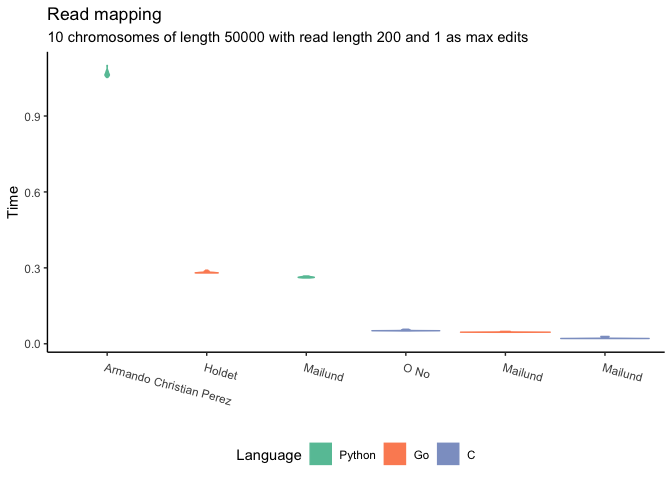 Read mapping
10 chromosomes of length 50000 with read length 200 and 1 as max edits
Time
0.9
0.6
0.3
0.0
Armando Christian Perez
Holdet
Mailund
O No
Mailund
Mailund
Language Python Go C